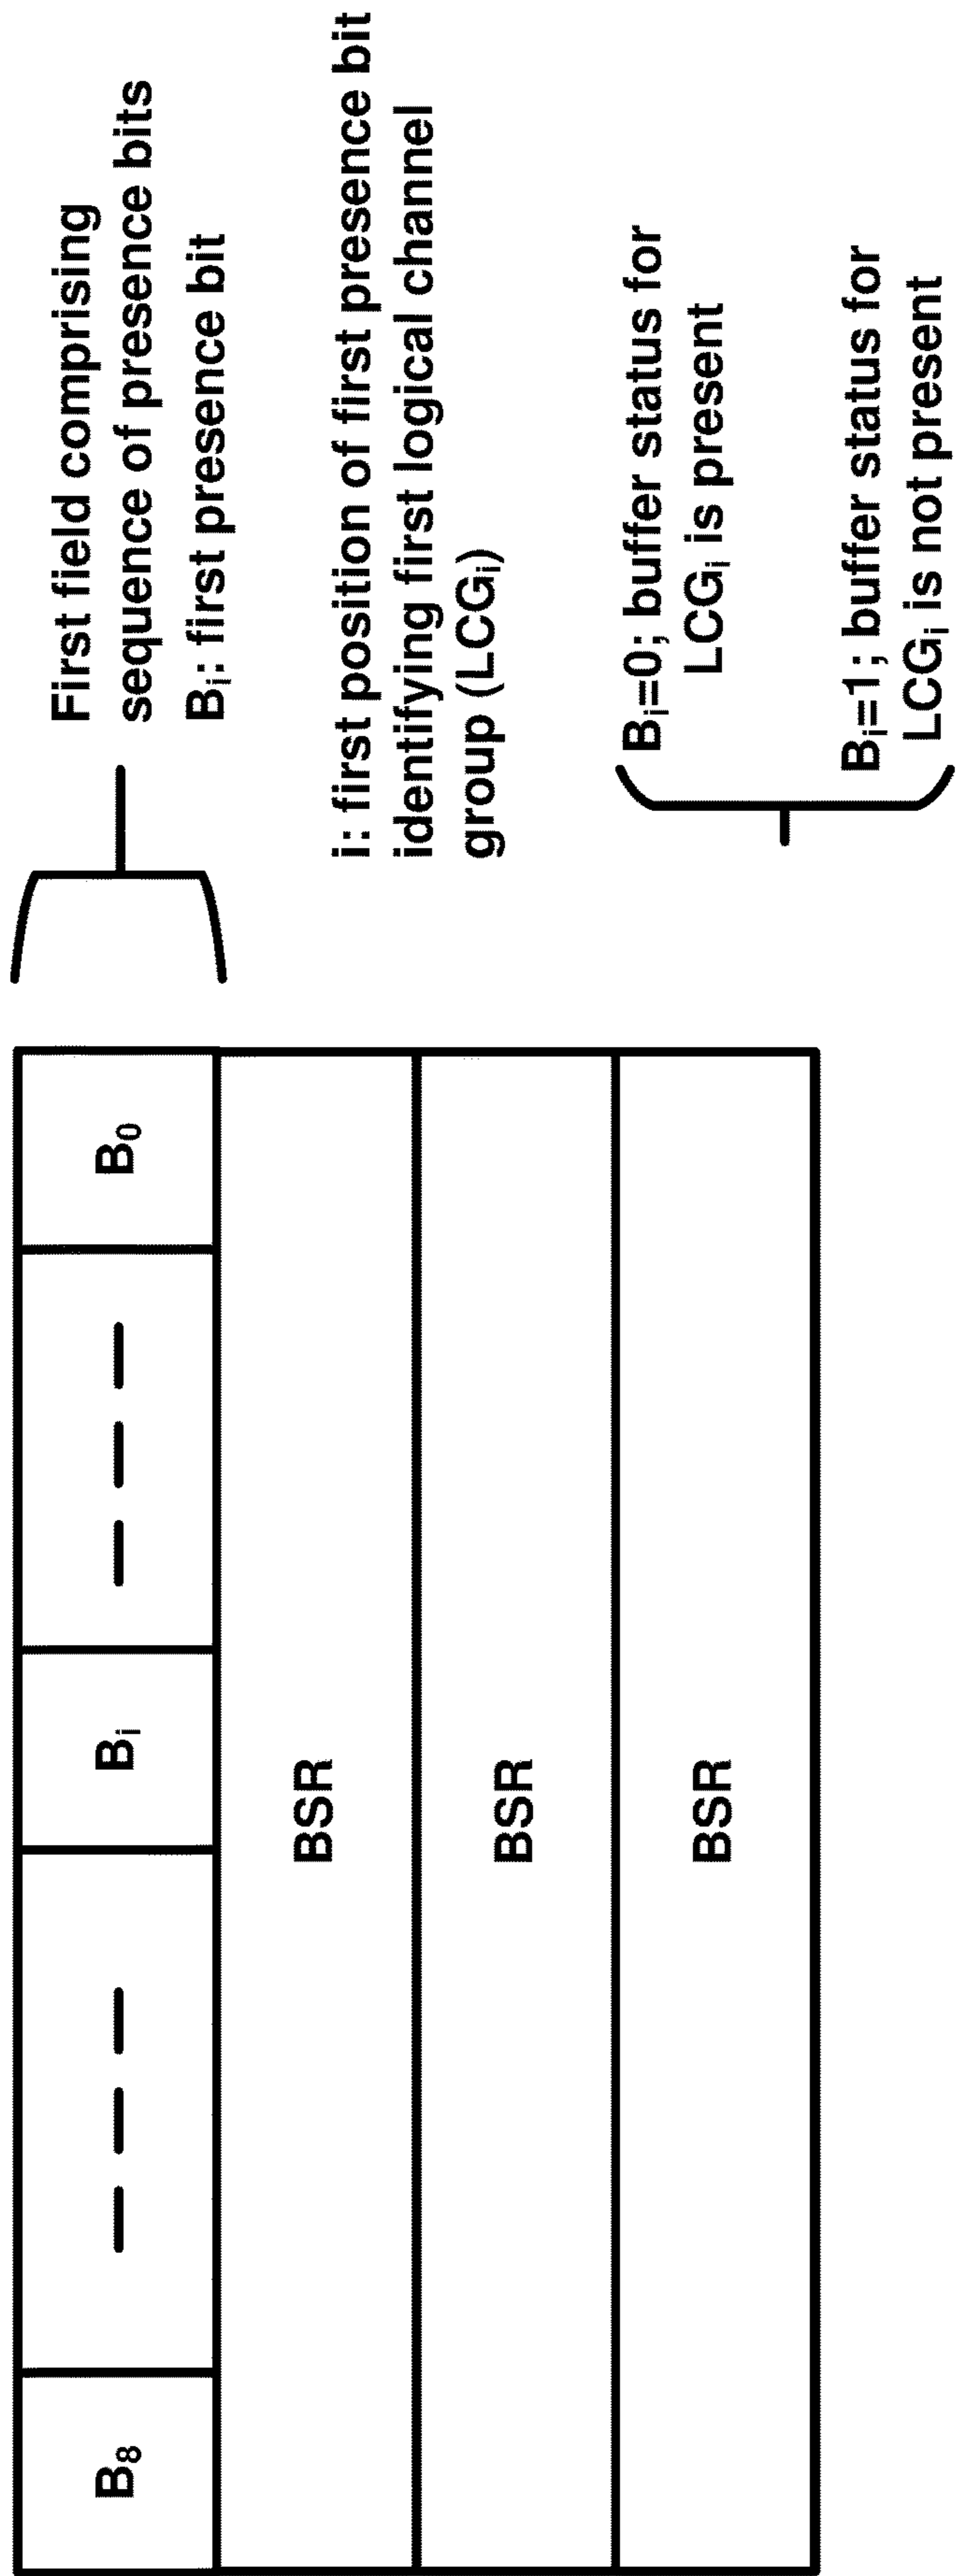 B₈ — — — Bᵢ — — — B₀
BSR
BSR
BSR
First field comprising
sequence of presence bits
Bᵢ: first presence bit
i: first position of first presence bit
identifying first logical channel
group (LCGᵢ)
Bᵢ=0; buffer status for
LCGᵢ is present
Bᵢ=1; buffer status for
LCGᵢ is not present